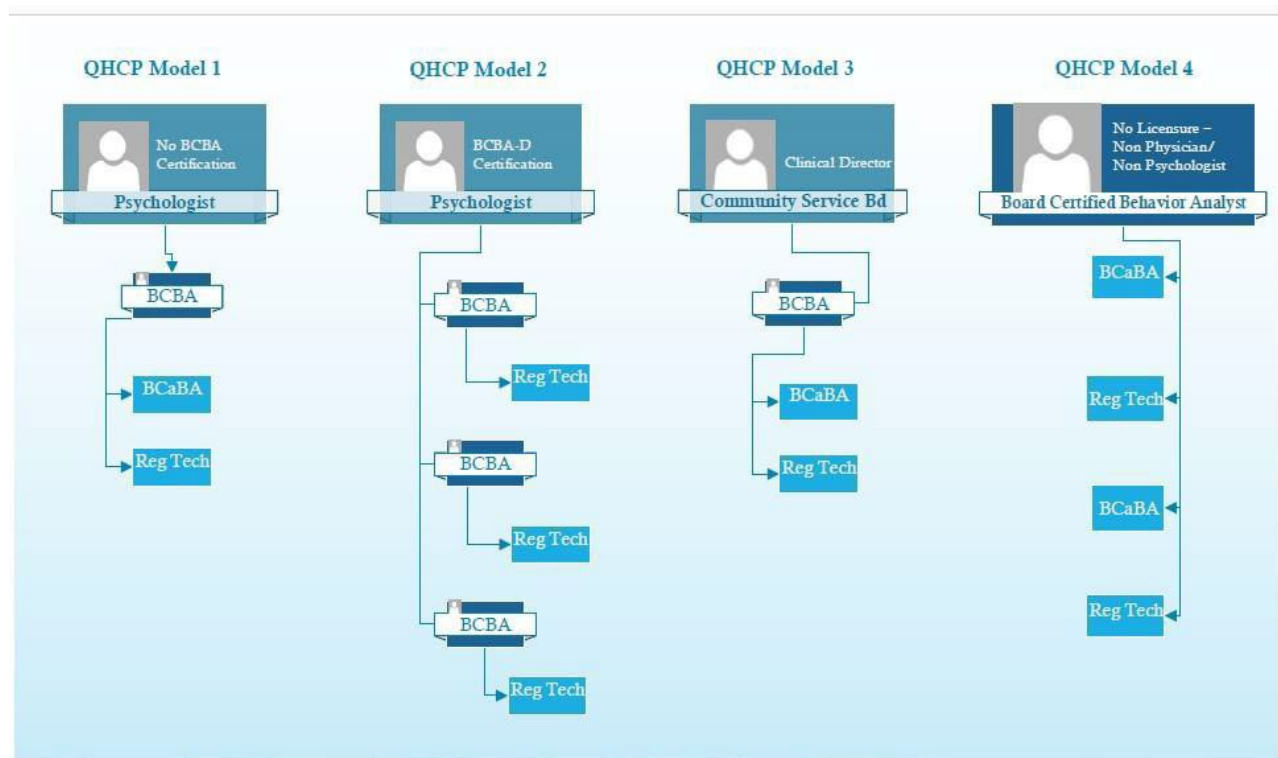 QHCP Model 1
No BCBA
Certification
Psychologist
BCBA
BCaBA
Reg Tech
QHCP Model 2
BCBA-D
Certification
Psychologist
BCBA
Reg Tech
BCBA
Reg Tech
BCBA
Reg Tech
QHCP Model 3
Clinical Director
Community Service Bd
BCBA
BCaBA
Reg Tech
QHCP Model 4
No Licensure –
Non Physician/
Non Psychologist
Board Certified Behavior Analyst
BCaBA
Reg Tech
BCaBA
Reg Tech